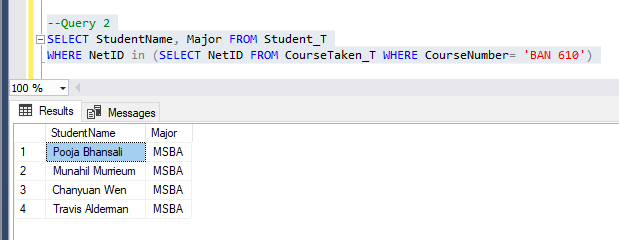 --Query 2
SELECT StudentName, Major FROM Student_T
WHERE NetID in (SELECT NetID FROM CourseTaken_T WHERE CourseNumber= 'BAN 610')
100 %
Results Messages
StudentName Major
1 Pooja Bhansali MSBA
2 Munahil Murrieum MSBA
3 Chanyuan Wen MSBA
4 Travis Alderman MSBA